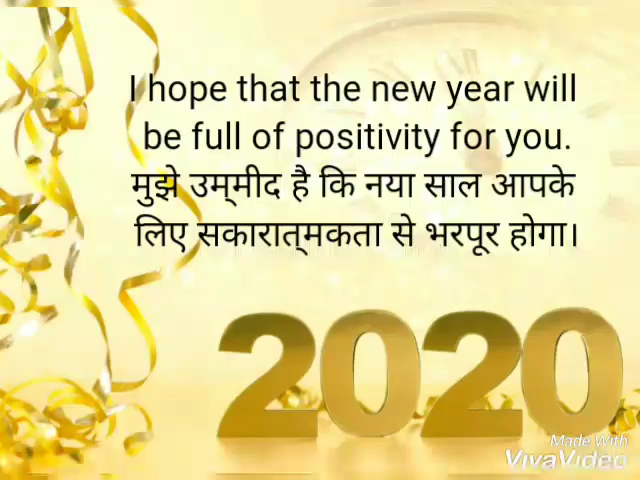 I hope that the new year will
be full of positivity for you.
मुझे उम्‌मीद है कि नया साल आपके
लिए सकारात्‌मकता से भरपूर होगा।
2020
Made With
VivaVideo